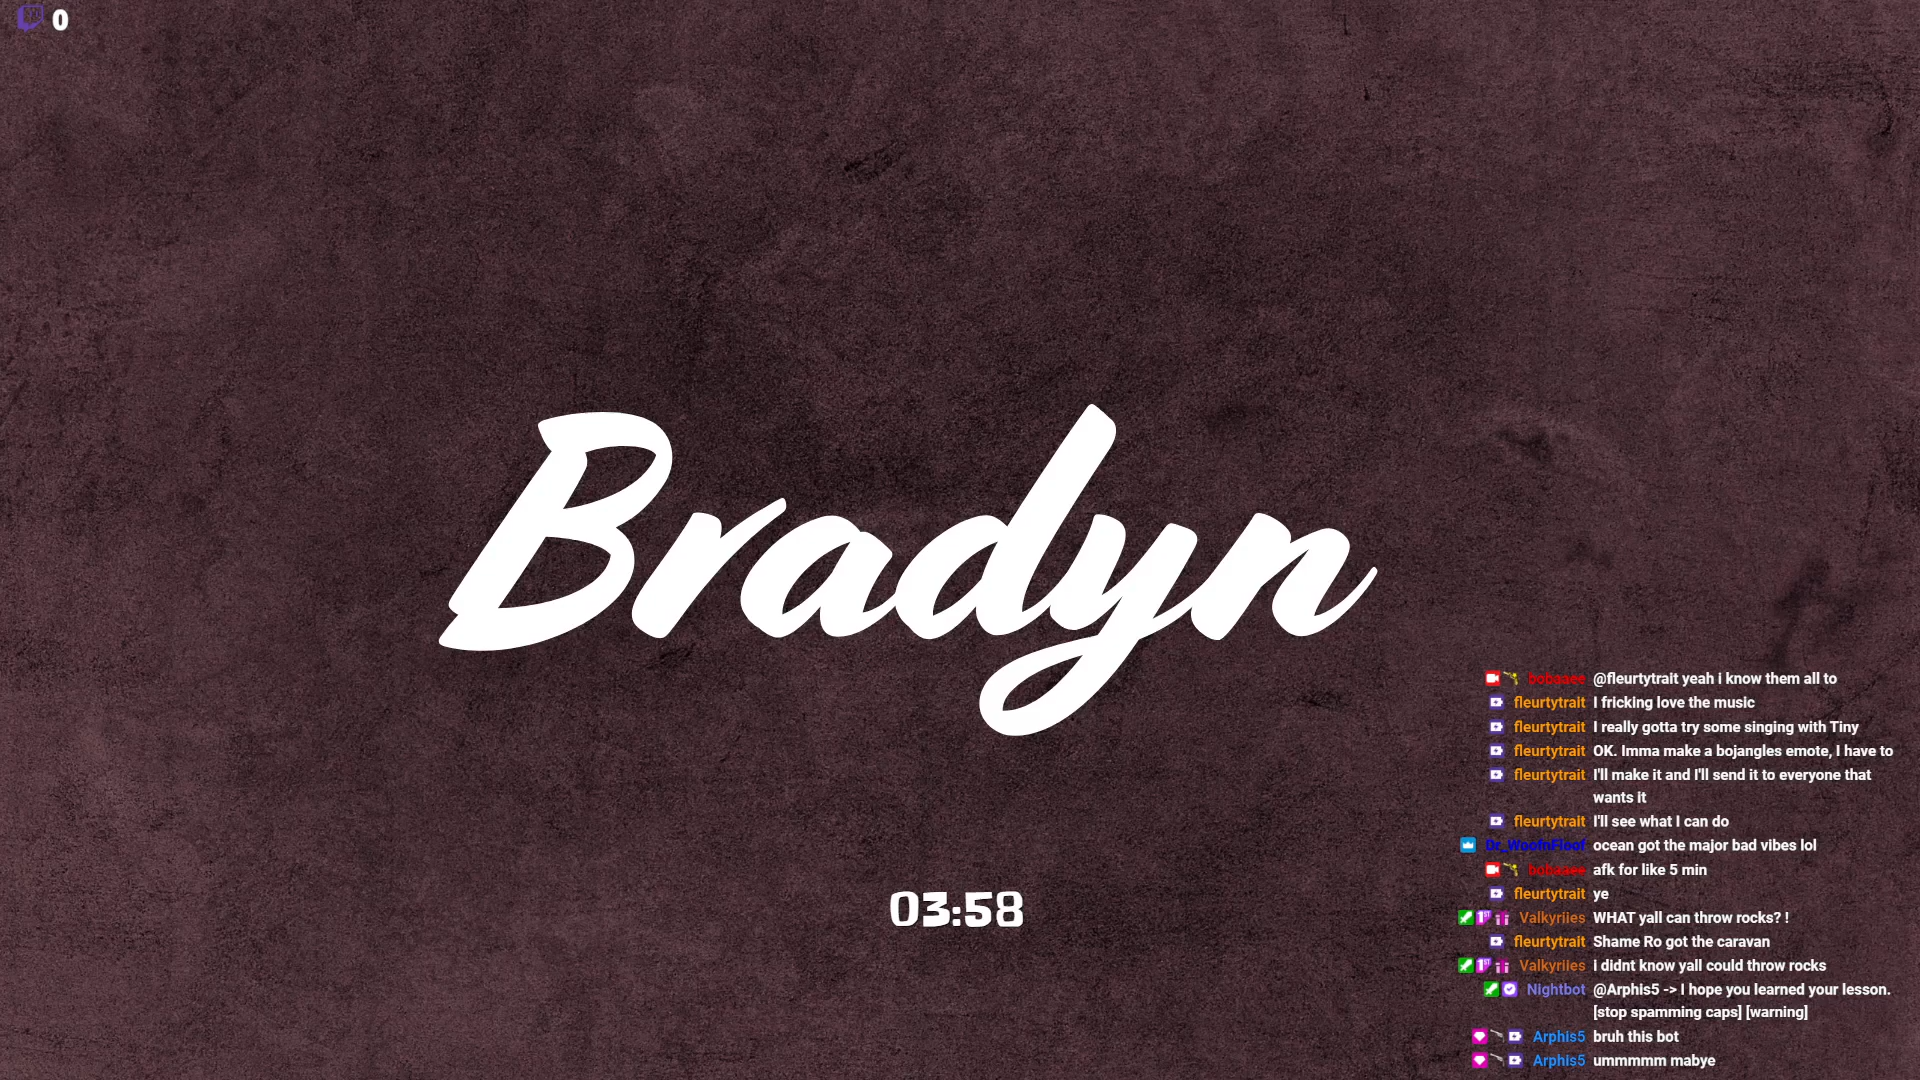 0
Bradyn
03:58
bobaaee @fleurtytrait yeah i know them all to
fleurtytrait I fricking love the music
fleurtytrait I really gotta try some singing with Tiny
fleurtytrait OK. Imma make a bojangles emote, I have to
fleurtytrait I'll make it and I'll send it to everyone that
wants it
fleurtytrait I'll see what I can do
Dr_WoofnFloof ocean got the major bad vibes lol
bobaaee afk for like 5 min
fleurtytrait ye
Valkyriies WHAT yall can throw rocks? !
fleurtytrait Shame Ro got the caravan
Valkyriies i didnt know yall could throw rocks
Nightbot @Arphis5 -> I hope you learned your lesson.
[stop spamming caps] [warning]
Arphis5 bruh this bot
Arphis5 ummmmm mabye